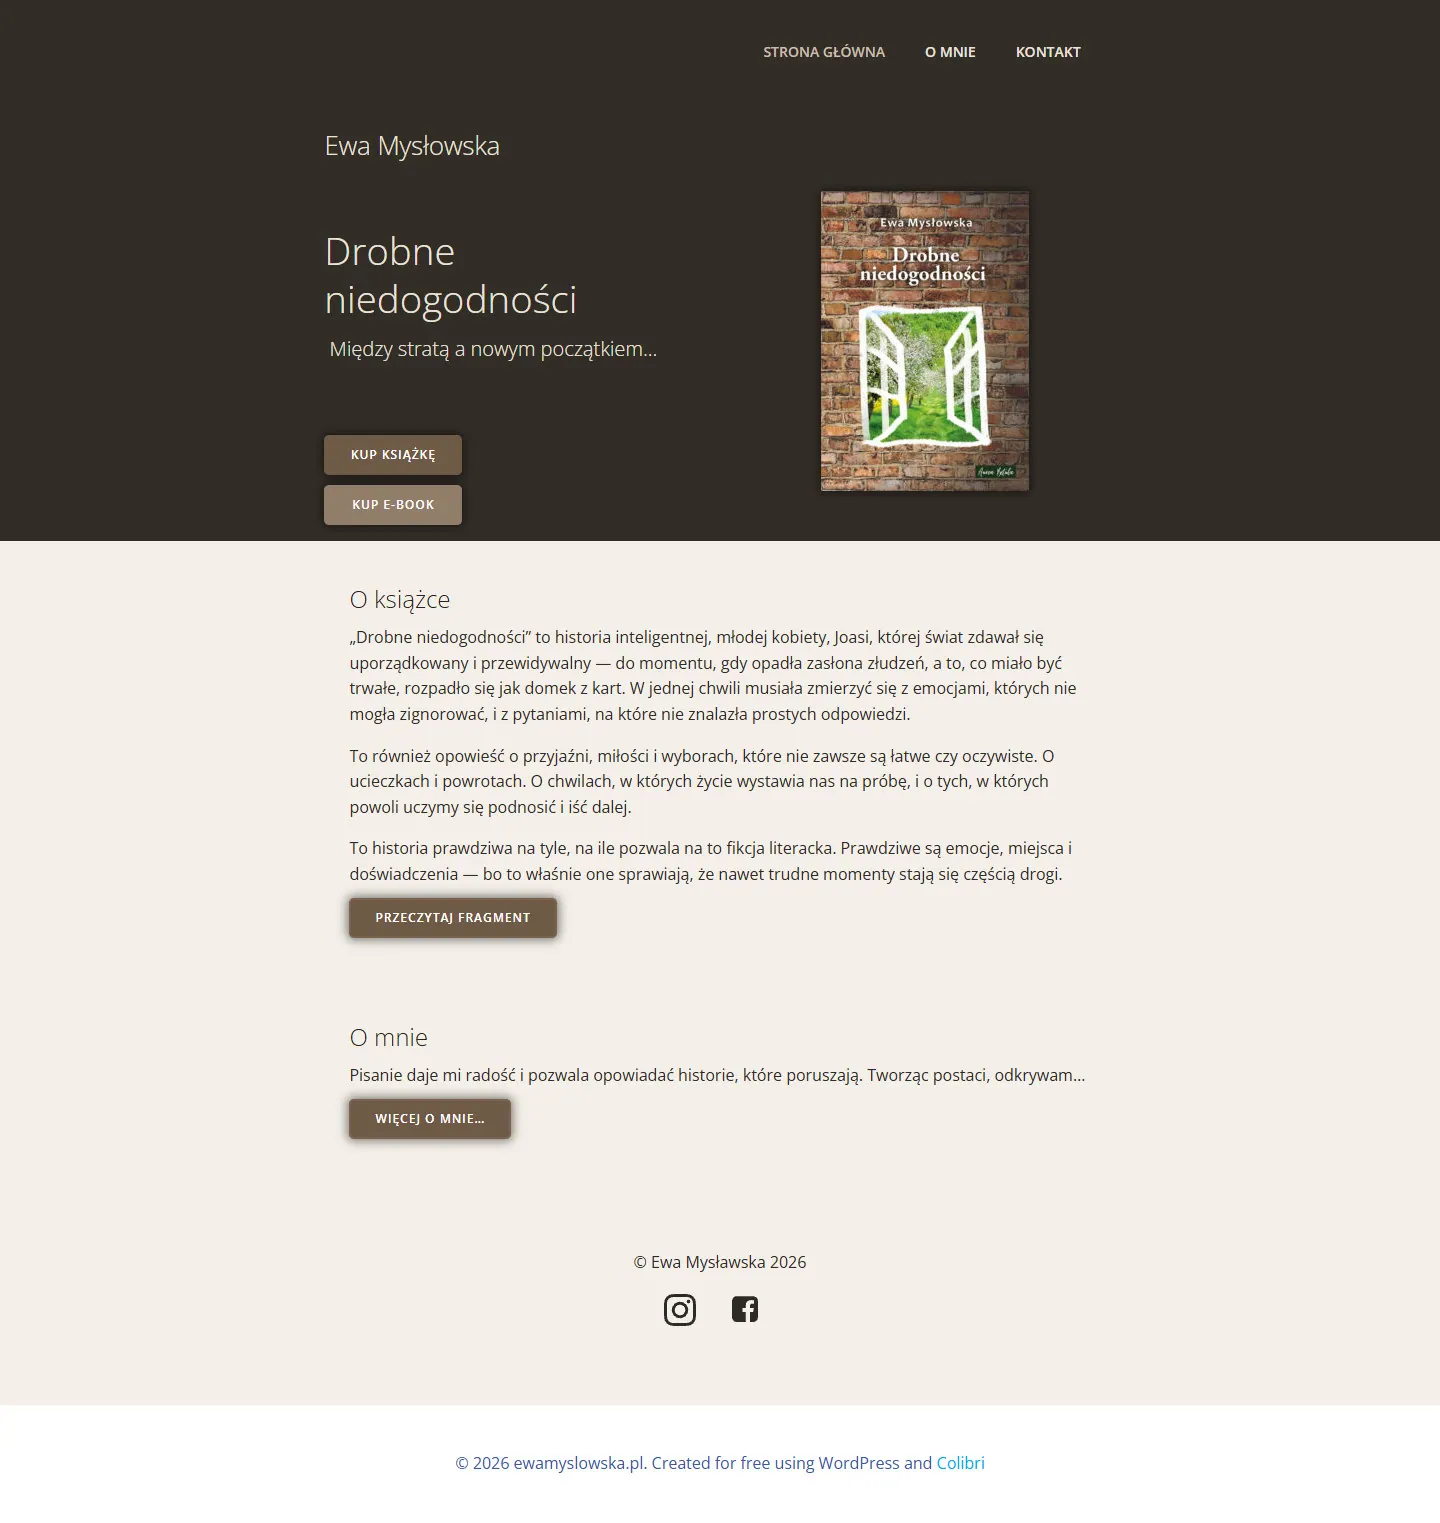 STRONA GŁÓWNA O MNIE KONTAKT
Ewa Mysłowska
Drobne
niedogodności
Między stratą a nowym początkiem...
KUP KSIĄŻKĘ
KUP E-BOOK
Ewa Mysłowska
Drobne
niedogodności
O książce
„Drobne niedogodności” to historia inteligentnej, młodej kobiety, Joasi, której świat zdawał się
uporządkowany i przewidywalny — do momentu, gdy opadła zasłona złudzeń, a to, co miało być
trwałe, rozpadło się jak domek z kart. W jednej chwili musiała zmierzyć się z emocjami, których nie
mogła zignorować, i z pytaniami, na które nie znalazła prostych odpowiedzi.
To również opowieść o przyjaźni, miłości i wyborach, które nie zawsze są łatwe czy oczywiste. O
ucieczkach i powrotach. O chwilach, w których życie wystawia nas na próbę, i o tych, w których
powoli uczymy się podnosić i iść dalej.
To historia prawdziwa na tyle, na ile pozwala na to fikcja literacka. Prawdziwe są emocje, miejsca i
doświadczenia — bo to właśnie one sprawiają, że nawet trudne momenty stają się częścią drogi.
PRZECZYTAJ FRAGMENT
O mnie
Pisanie daje mi radość i pozwala opowiadać historie, które poruszają. Tworząc postaci, odkrywam...
WIĘCEJ O MNIE...
© Ewa Mysławska 2026
© 2026 ewamyslowska.pl. Created for free using WordPress and Colibri